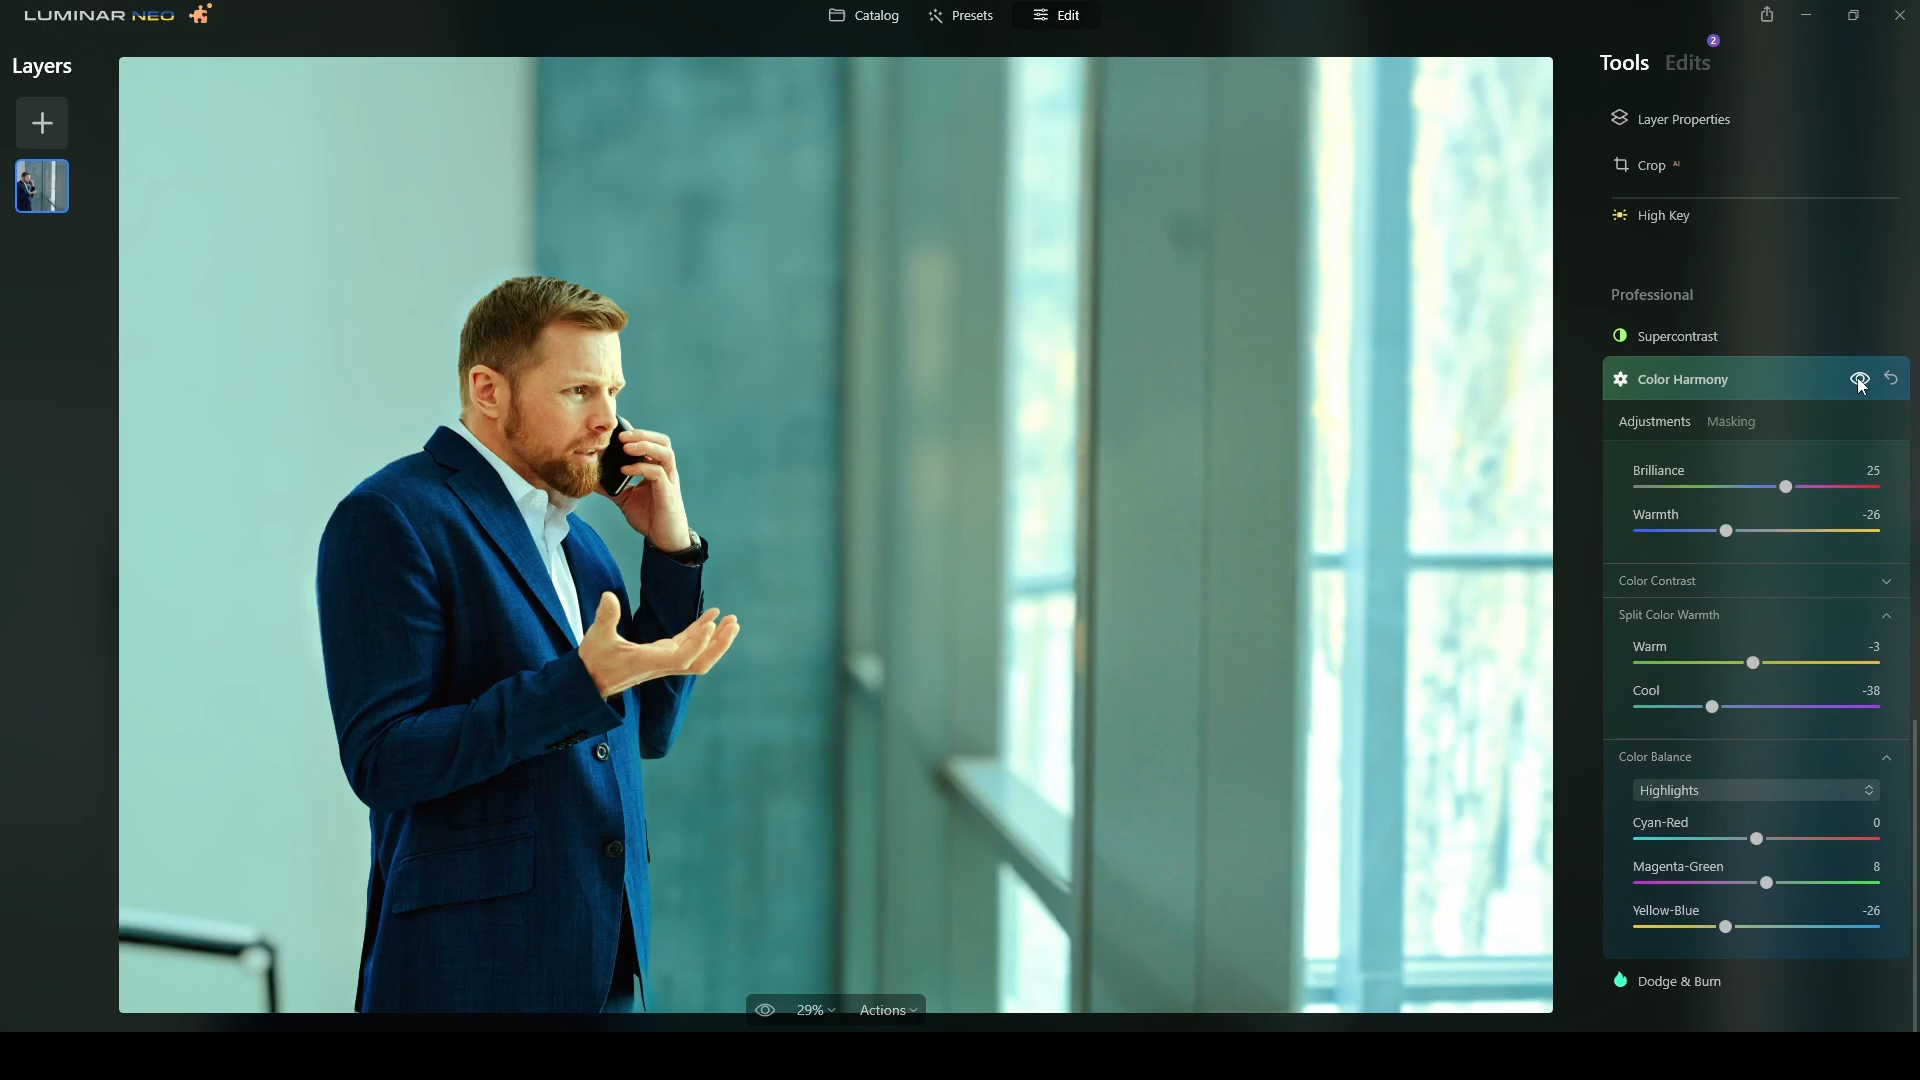 LUMINAR NEO
Catalog
Presets
Edit
Layers
Tools
Edits
2
Layer Properties
Crop AI
High Key
Professional
Supercontrast
Color Harmony
Adjustments
Masking
Brilliance 25
Warmth -26
Color Contrast
Split Color Warmth
Warm -3
Cool -38
Color Balance
Highlights
Cyan-Red 0
Magenta-Green 8
Yellow-Blue -26
Dodge & Burn
29%
Actions